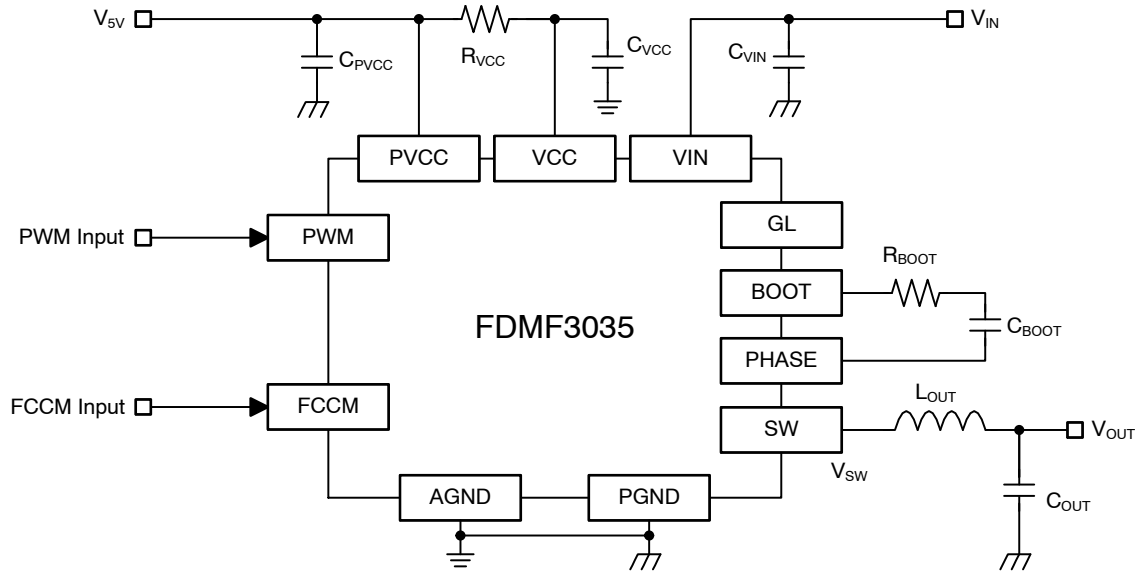 V5V
CPVCC
RVCC
CVCC
CVIN
VIN
PVCC
VCC
VIN
PWM Input
PWM
GL
RBOOT
BOOT
CBOOT
FDMF3035
PHASE
FCCM Input
FCCM
LOUT
SW
VOUT
VSW
AGND
PGND
COUT